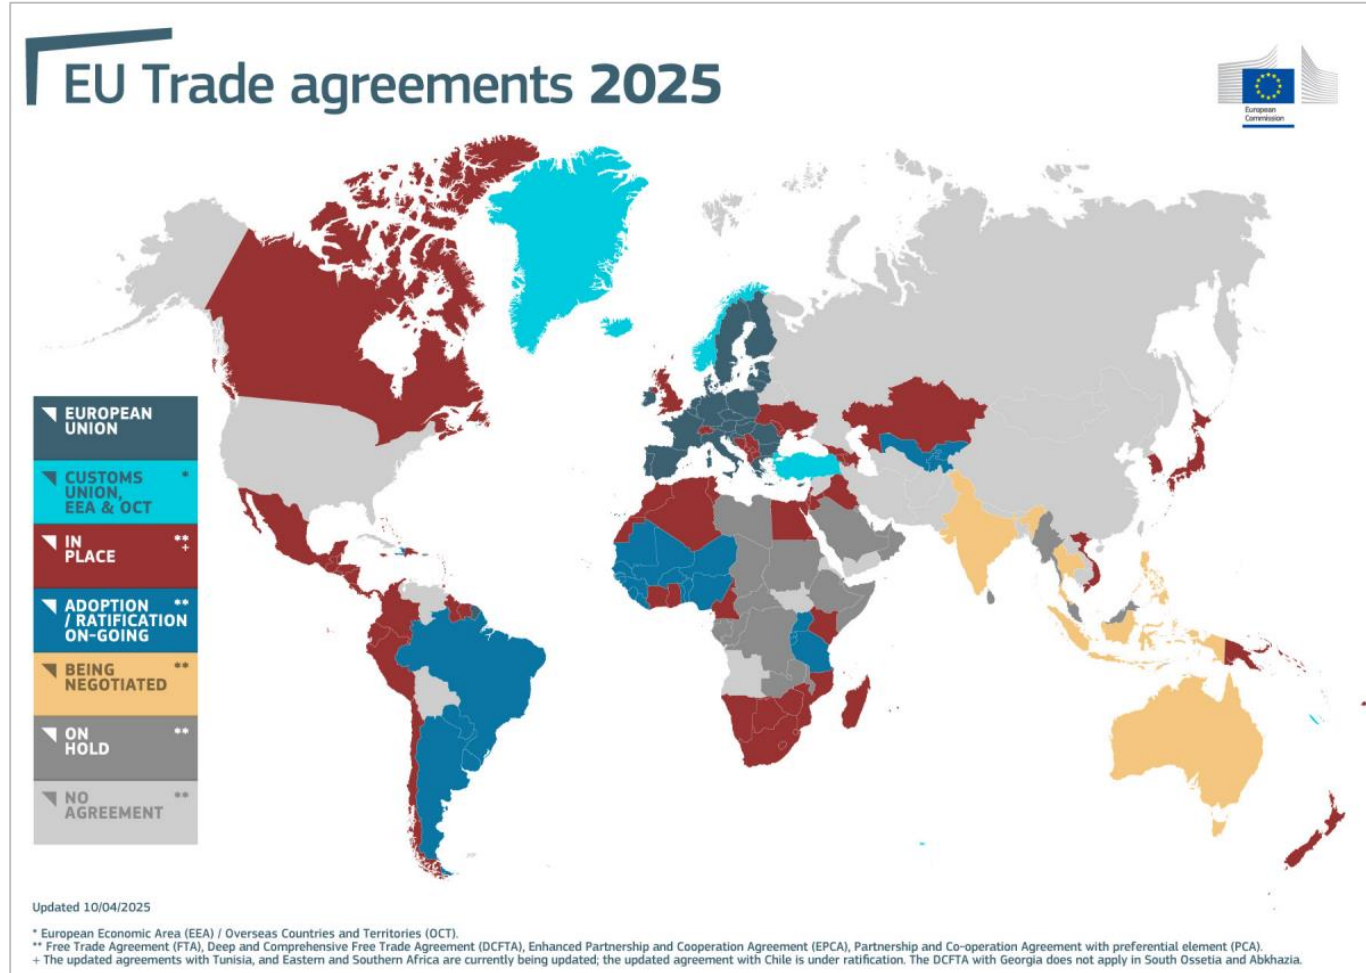 EU Trade agreements 2025
European
Commission
EUROPEAN
UNION
CUSTOMS *
UNION,
EEA & OCT
IN **
PLACE +
ADOPTION **
/ RATIFICATION
ON-GOING
BEING **
NEGOTIATED
ON **
HOLD
NO **
AGREEMENT
Updated 10/04/2025
* European Economic Area (EEA) / Overseas Countries and Territories (OCT).
** Free Trade Agreement (FTA), Deep and Comprehensive Free Trade Agreement (DCFTA), Enhanced Partnership and Cooperation Agreement (EPCA), Partnership and Co-operation Agreement with preferential element (PCA).
+ The updated agreements with Tunisia, and Eastern and Southern Africa are currently being updated; the updated agreement with Chile is under ratification. The DCFTA with Georgia does not apply in South Ossetia and Abkhazia.